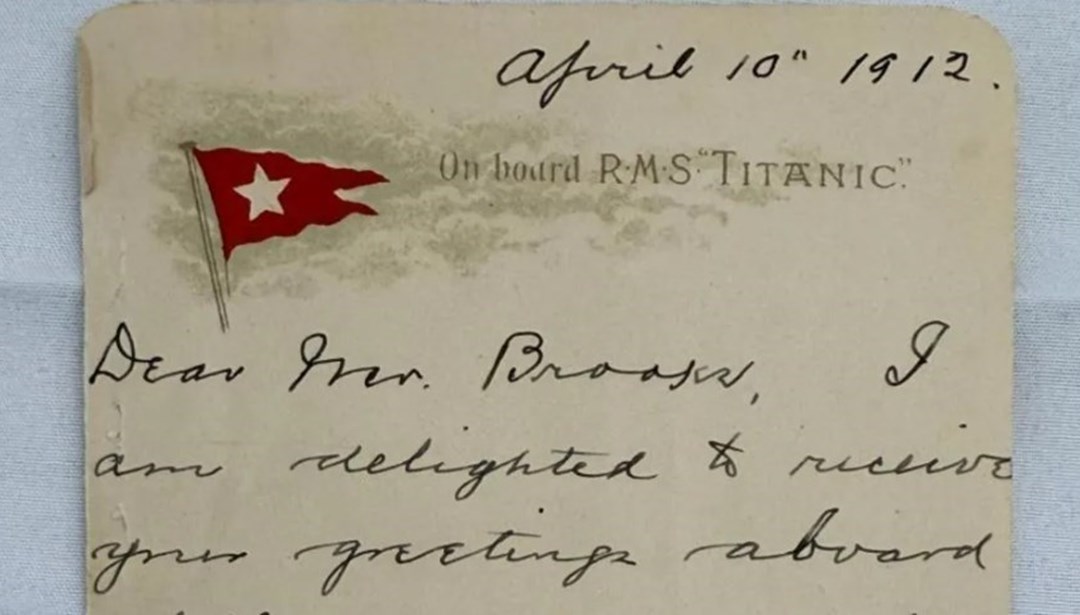 April 10" 1912.
On board R·M·S·"TITANIC."
Dear Mr. Brooks, I
am delighted to receive
your greetings aboard